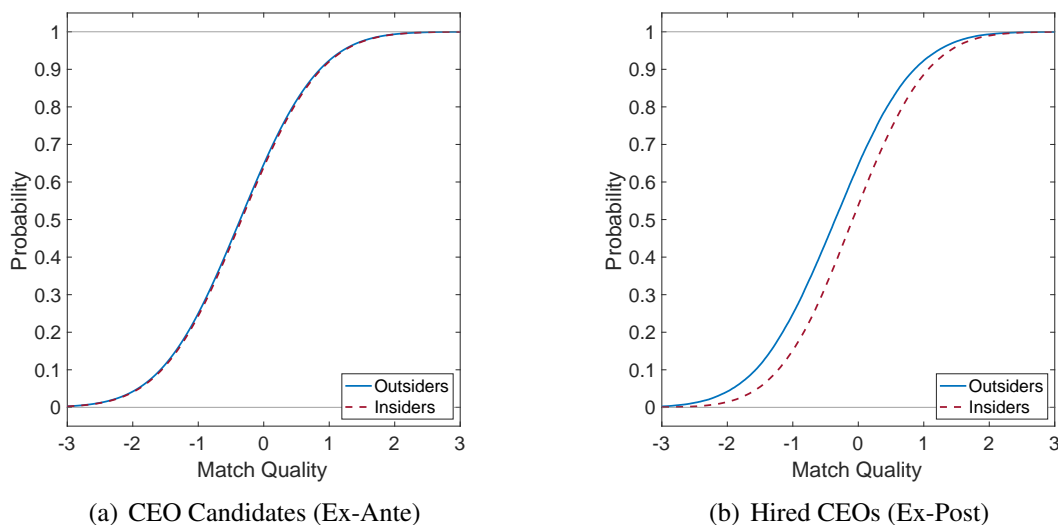 1
0.9
0.8
0.7
0.6
0.5
0.4
0.3
0.2
0.1
0
Probability
-3 -2 -1 0 1 2 3
Match Quality
Outsiders
Insiders
(a) CEO Candidates (Ex-Ante)
1
0.9
0.8
0.7
0.6
0.5
0.4
0.3
0.2
0.1
0
Probability
-3 -2 -1 0 1 2 3
Match Quality
Outsiders
Insiders
(b) Hired CEOs (Ex-Post)